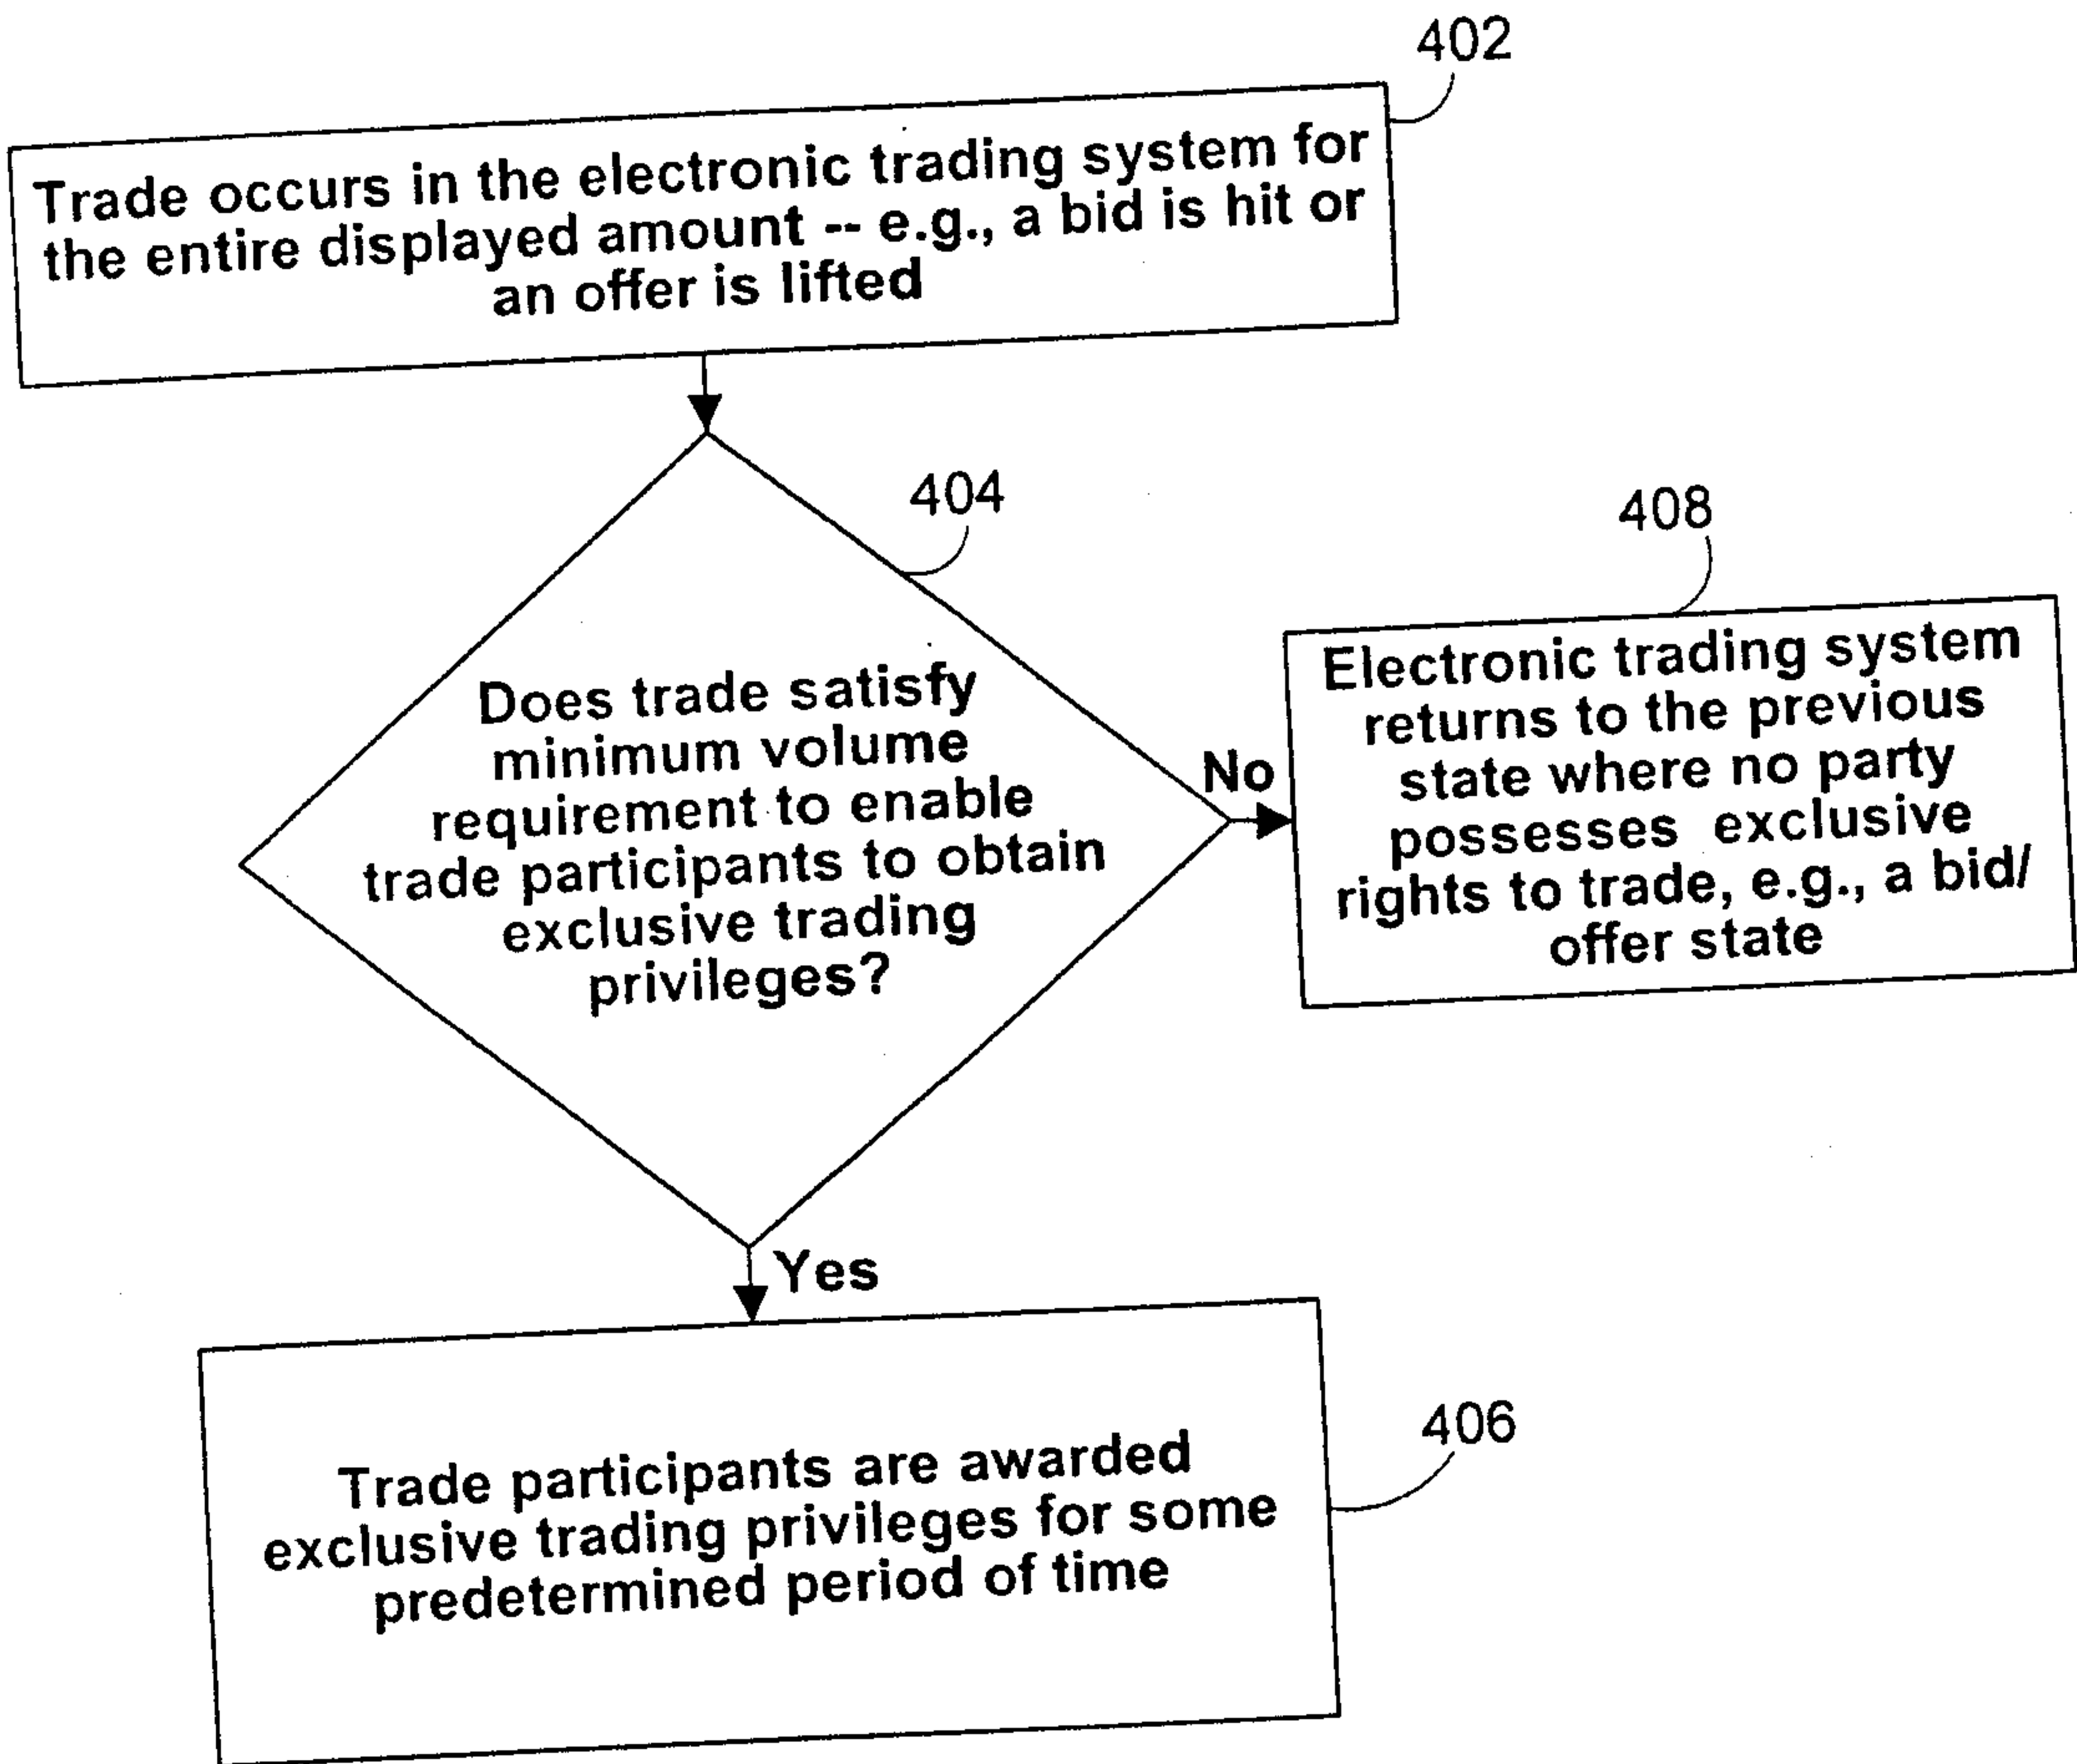 402
Trade occurs in the electronic trading system for
the entire displayed amount -- e.g., a bid is hit or
an offer is lifted
404
Does trade satisfy
minimum volume
requirement to enable
trade participants to obtain
exclusive trading
privileges?
No
408
Electronic trading system
returns to the previous
state where no party
possesses exclusive
rights to trade, e.g., a bid/
offer state
Yes
406
Trade participants are awarded
exclusive trading privileges for some
predetermined period of time